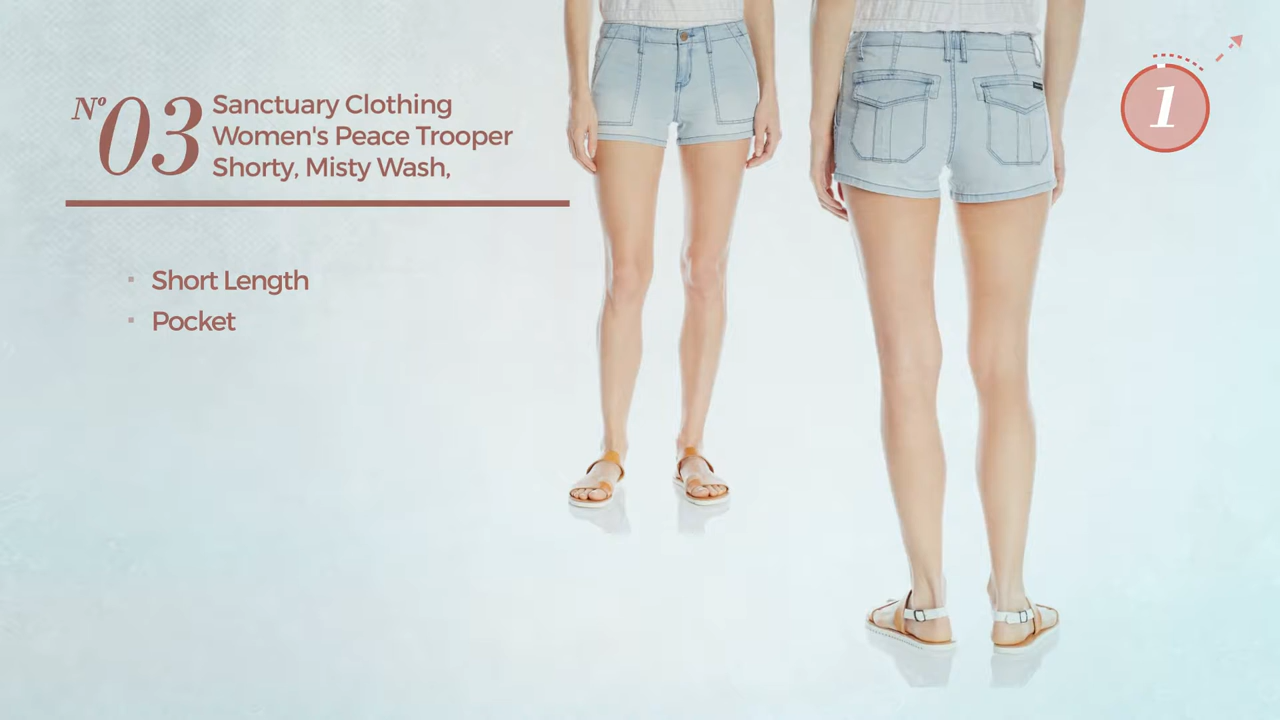 Nº03
Sanctuary Clothing
Women's Peace Trooper
Shorty, Misty Wash,
Short Length
Pocket
1